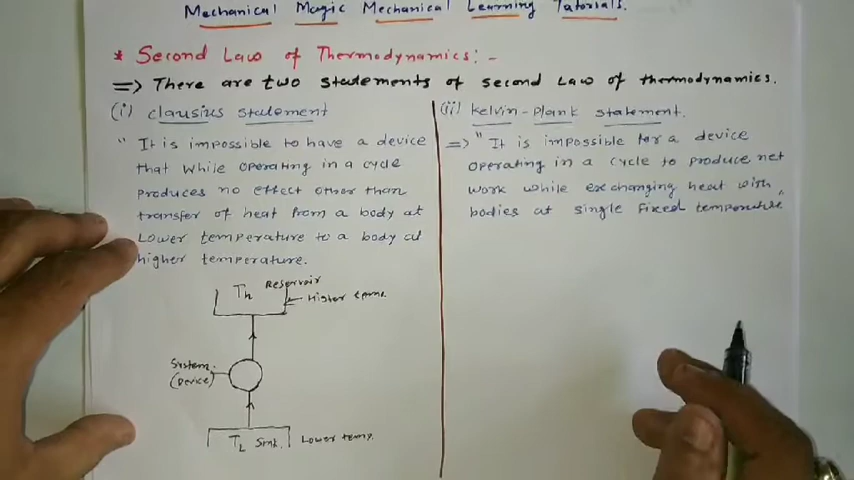 Mechanical Magic Mechanical Learning Tutorials.
* Second Law of Thermodynamics: -
=> There are two statements of second Law of thermodynamics.
(i) clausius statement
" It is impossible to have a device
that while operating in a cycle
produces no effect other than
transfer of heat from a body at
Lower temperature to a body at
higher temperature.
Reservoir
Th
Higher temp.
System
(Device)
TL Sink.
Lower temp.
(ii) Kelvin-Plank statement.
=> " It is impossible for a device
operating in a cycle to produce net
work while exchanging heat with
bodies at single fixed temperature